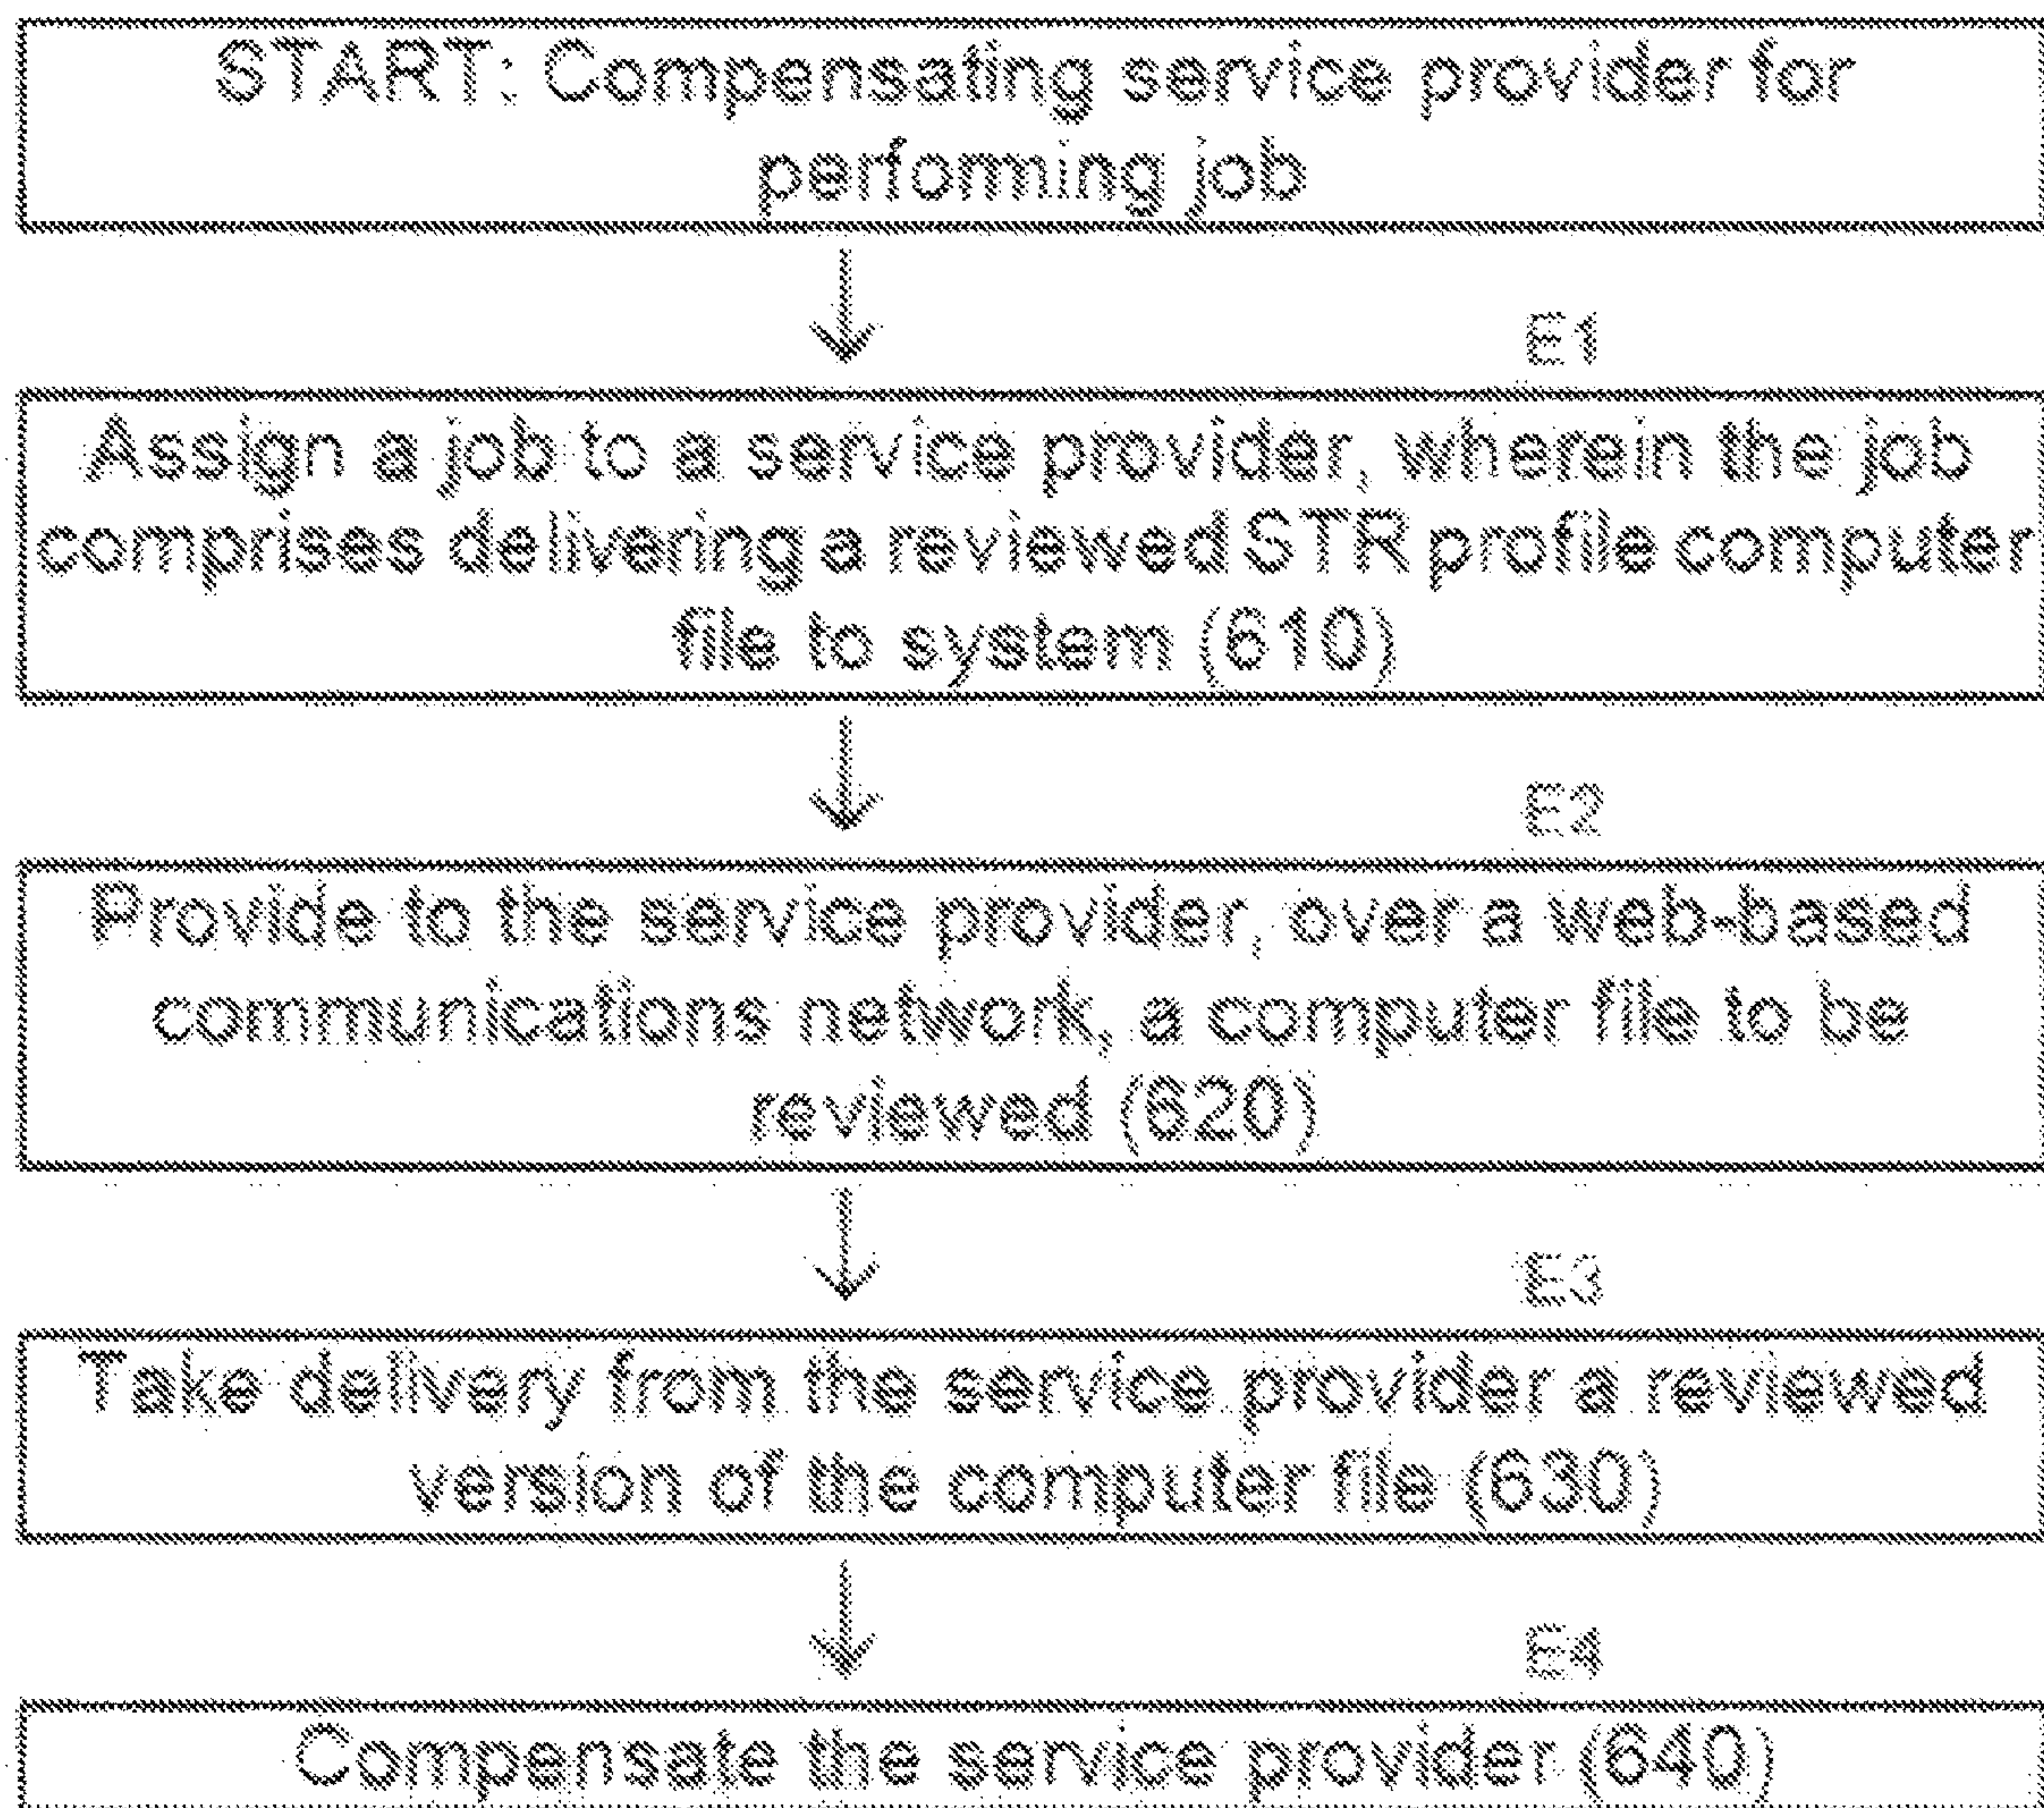 START: Compensating service provider for
performing job
E1
Assign a job to a service provider, wherein the job
comprises delivering a reviewed STR profile computer
file to system (610)
E2
Provide to the service provider, over a web-based
communications network, a computer file to be
reviewed (620)
E3
Take delivery from the service provider a reviewed
version of the computer file (630)
E4
Compensate the service provider (640)